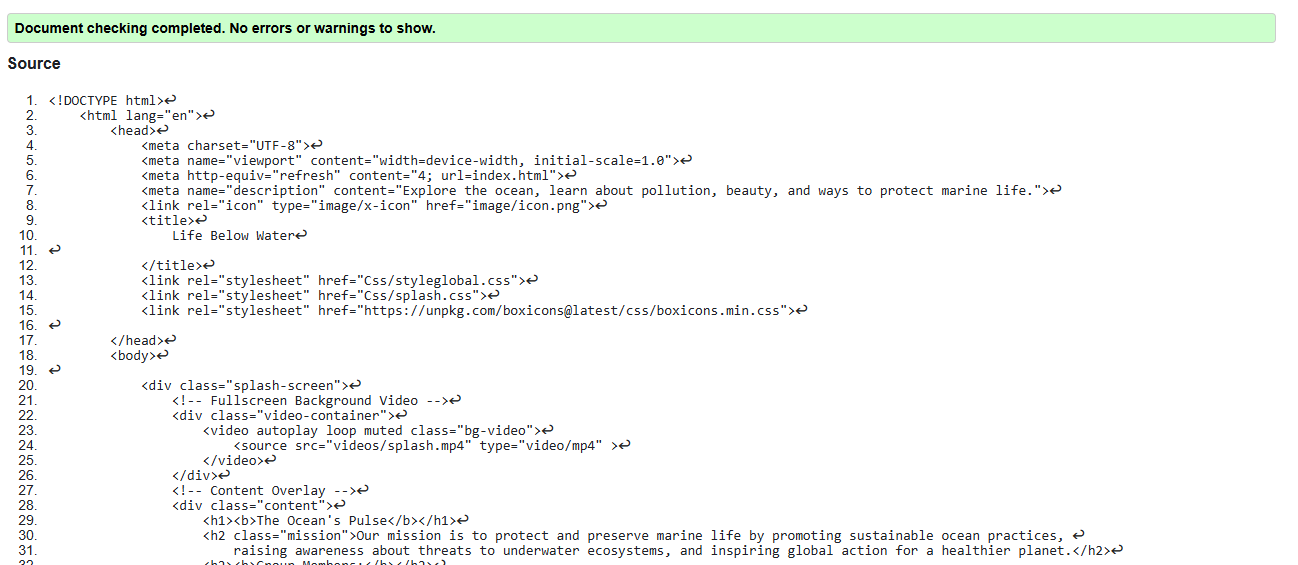 Document checking completed. No errors or warnings to show.
Source
1. <!DOCTYPE html>↩
2. <html lang="en">↩
3. <head>↩
4. <meta charset="UTF-8">↩
5. <meta name="viewport" content="width=device-width, initial-scale=1.0">↩
6. <meta http-equiv="refresh" content="4; url=index.html">↩
7. <meta name="description" content="Explore the ocean, learn about pollution, beauty, and ways to protect marine life.">↩
8. <link rel="icon" type="image/x-icon" href="image/icon.png">↩
9. <title>↩
10. Life Below Water↩
11. ↩
12. </title>↩
13. <link rel="stylesheet" href="Css/styleglobal.css">↩
14. <link rel="stylesheet" href="Css/splash.css">↩
15. <link rel="stylesheet" href="https://unpkg.com/boxicons@latest/css/boxicons.min.css">↩
16. ↩
17. </head>↩
18. <body>↩
19. ↩
20. <div class="splash-screen">↩
21. <!-- Fullscreen Background Video -->↩
22. <div class="video-container">↩
23. <video autoplay loop muted class="bg-video">↩
24. <source src="videos/splash.mp4" type="video/mp4" >↩
25. </video>↩
26. </div>↩
27. <!-- Content Overlay -->↩
28. <div class="content">↩
29. <h1><b>The Ocean's Pulse</b></h1>↩
30. <h2 class="mission">Our mission is to protect and preserve marine life by promoting sustainable ocean practices, ↩
31. raising awareness about threats to underwater ecosystems, and inspiring global action for a healthier planet.</h2>↩
32. <h2><b>Group Members:</b></h2>↩